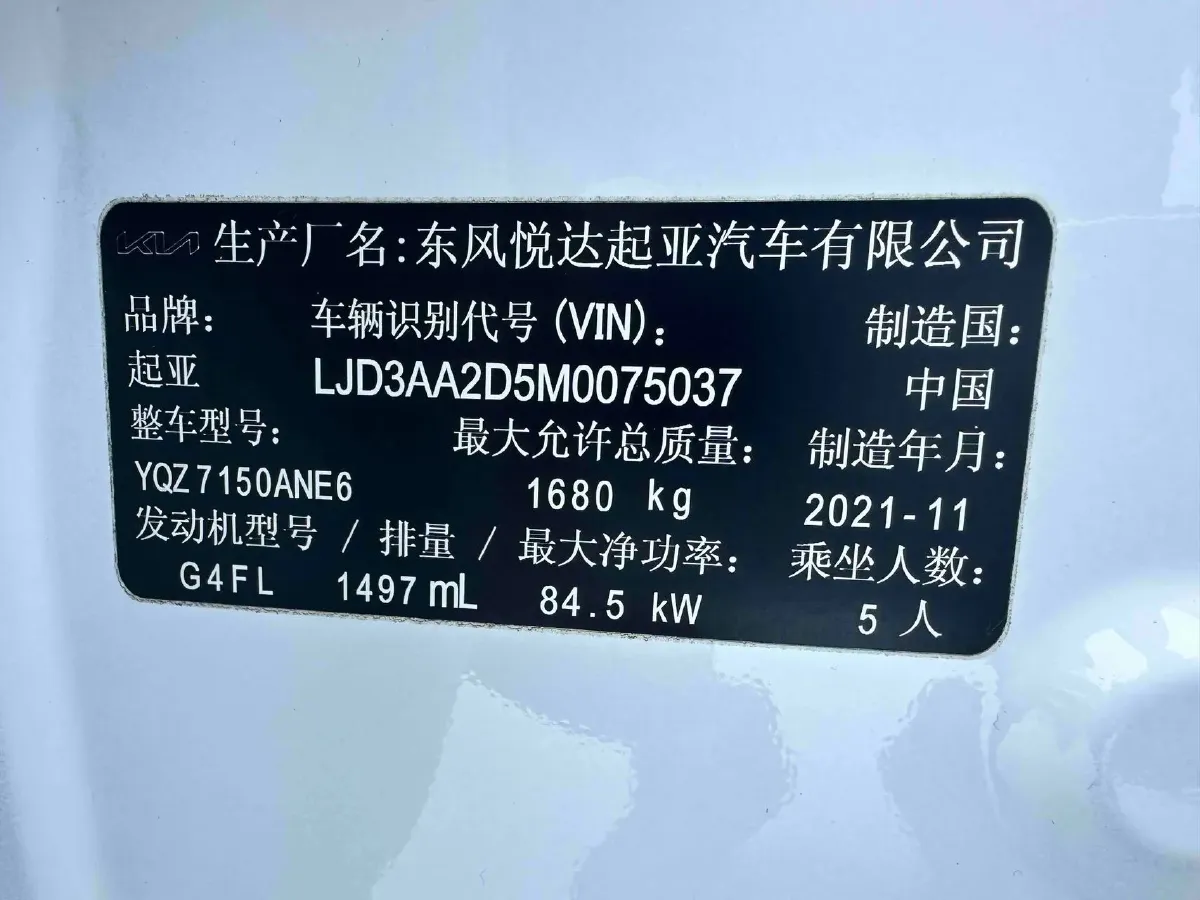 KIA 生产厂名:东风悦达起亚汽车有限公司
品牌: 车辆识别代号(VIN): 制造国:
起亚 LJD3AA2D5M0075037 中国
整车型号: 最大允许总质量: 制造年月:
YQZ7150ANE6 1680 kg 2021-11
发动机型号 / 排量 / 最大净功率: 乘坐人数:
G4FL 1497mL 84.5 kW 5人